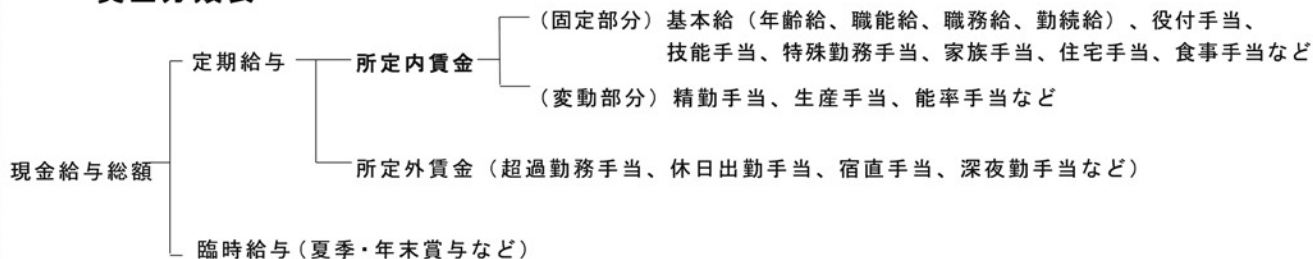 (固定部分)基本給(年齢給、職能給、職務給、勤続給)、役付手当、
技能手当、特殊勤務手当、家族手当、住宅手当、食事手当など
定期給与
所定内賃金
(変動部分)精勤手当、生産手当、能率手当など
現金給与総額
所定外賃金(超過勤務手当、休日出勤手当、宿直手当、深夜勤手当など)
臨時給与(夏季・年末賞与など)